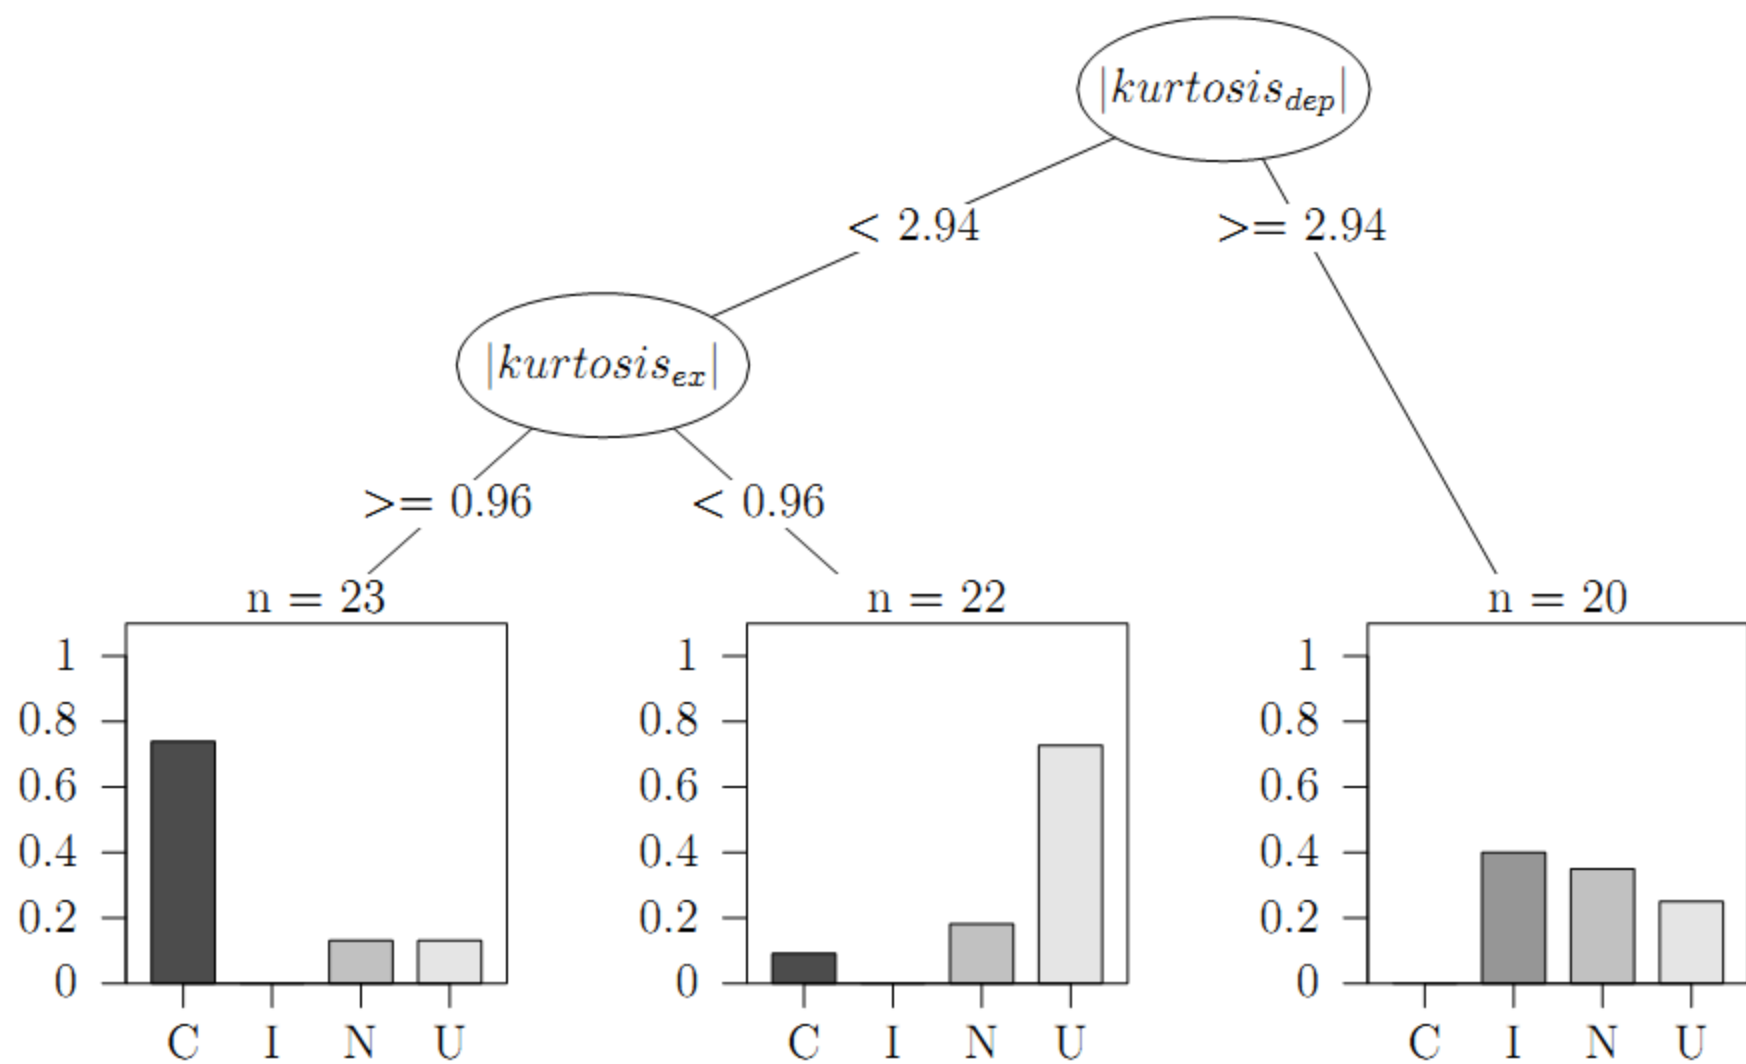 |kurtosis_dep|
< 2.94 >= 2.94
|kurtosis_ex|
>= 0.96 < 0.96
n = 23 n = 22 n = 20
1 1 1
0.8 0.8 0.8
0.6 0.6 0.6
0.4 0.4 0.4
0.2 0.2 0.2
0 0 0
C I N U C I N U C I N U